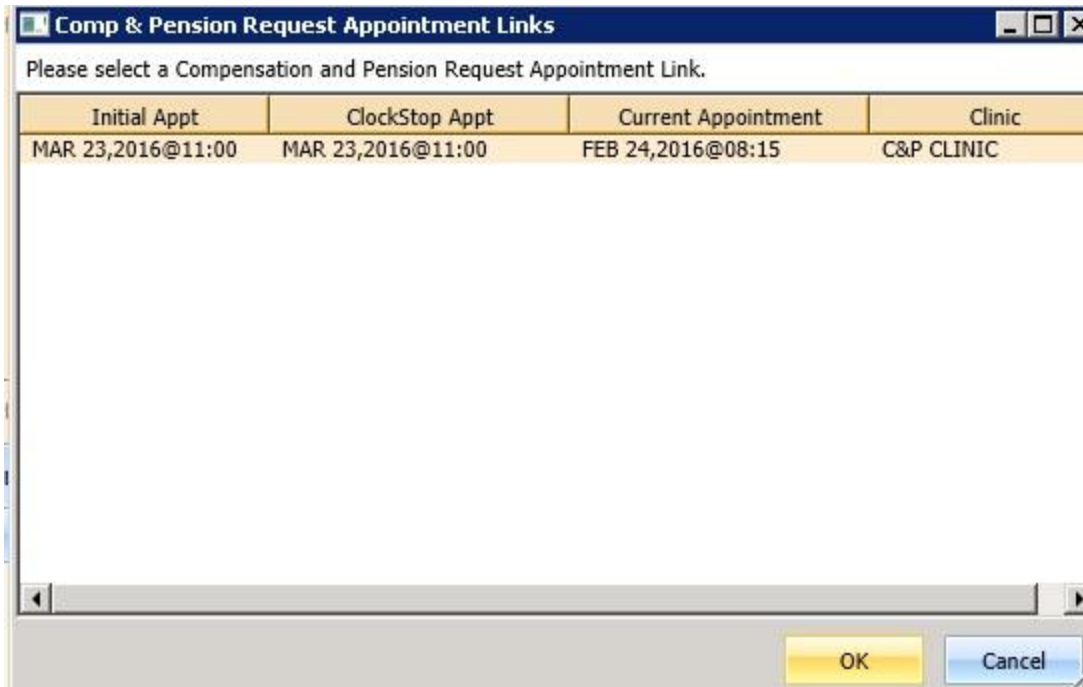 Comp & Pension Request Appointment Links
Please select a Compensation and Pension Request Appointment Link.
Initial Appt ClockStop Appt Current Appointment Clinic
MAR 23,2016@11:00 MAR 23,2016@11:00 FEB 24,2016@08:15 C&P CLINIC
OK Cancel